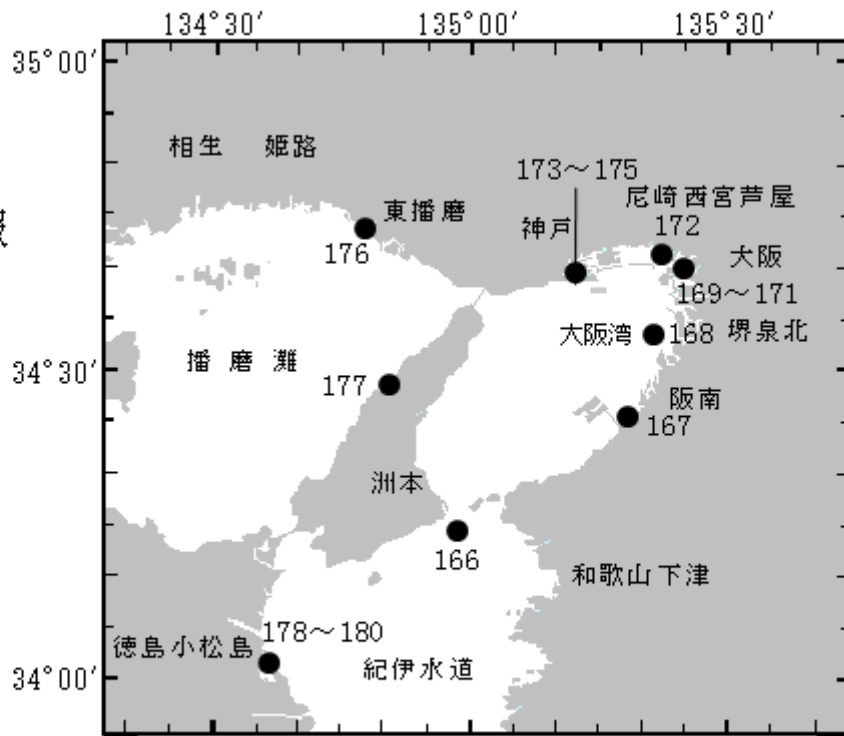 134°30′ 135°00′ 135°30′
35°00′
相生 姫路
173～175
尼崎西宮芦屋
東播磨
神戸
172
176
大阪
169～171
大阪湾
168
堺泉北
播磨灘
34°30′
177
阪南
167
洲本
166
和歌山下津
178～180
徳島小松島
紀伊水道
34°00′